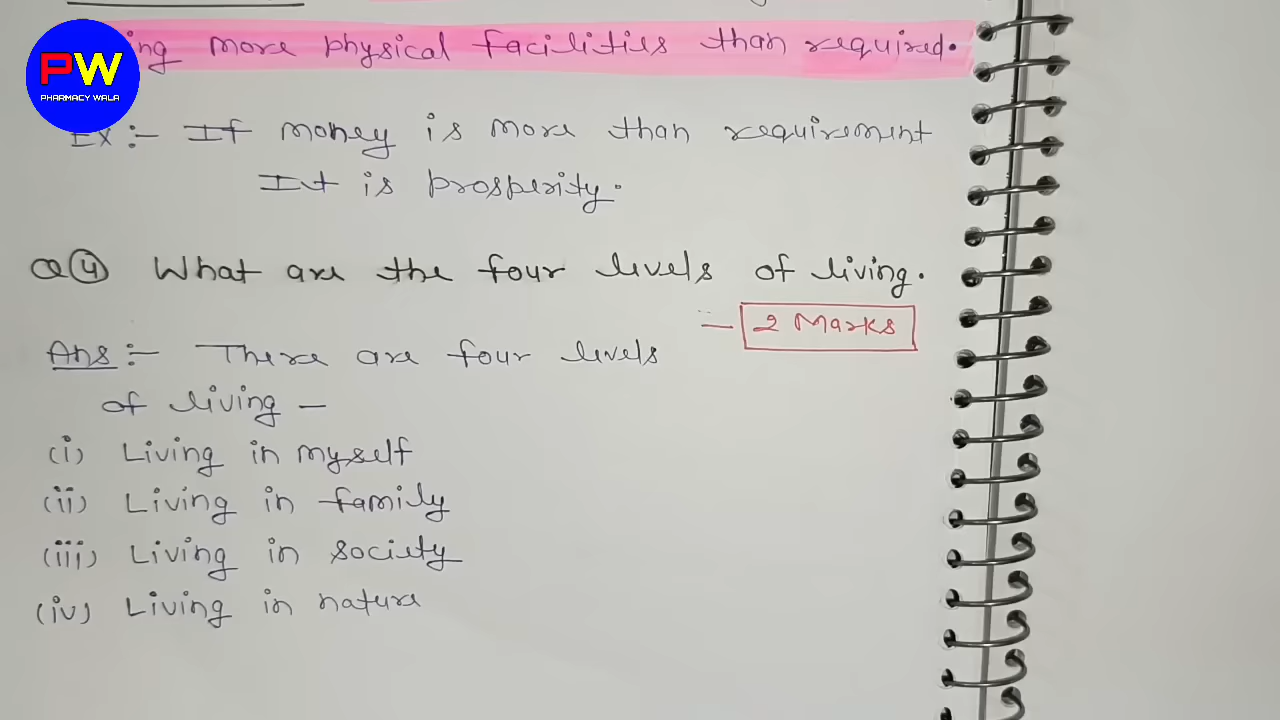 ing more physical facilities than required.
PW
PHARMACY WALA
Ex :- If money is more than requirement
It is prosperity.
Q④ What are the four levels of living.
- 2 Marks
Ans :- There are four levels
of living -
(i) Living in myself
(ii) Living in family
(iii) Living in society
(iv) Living in nature